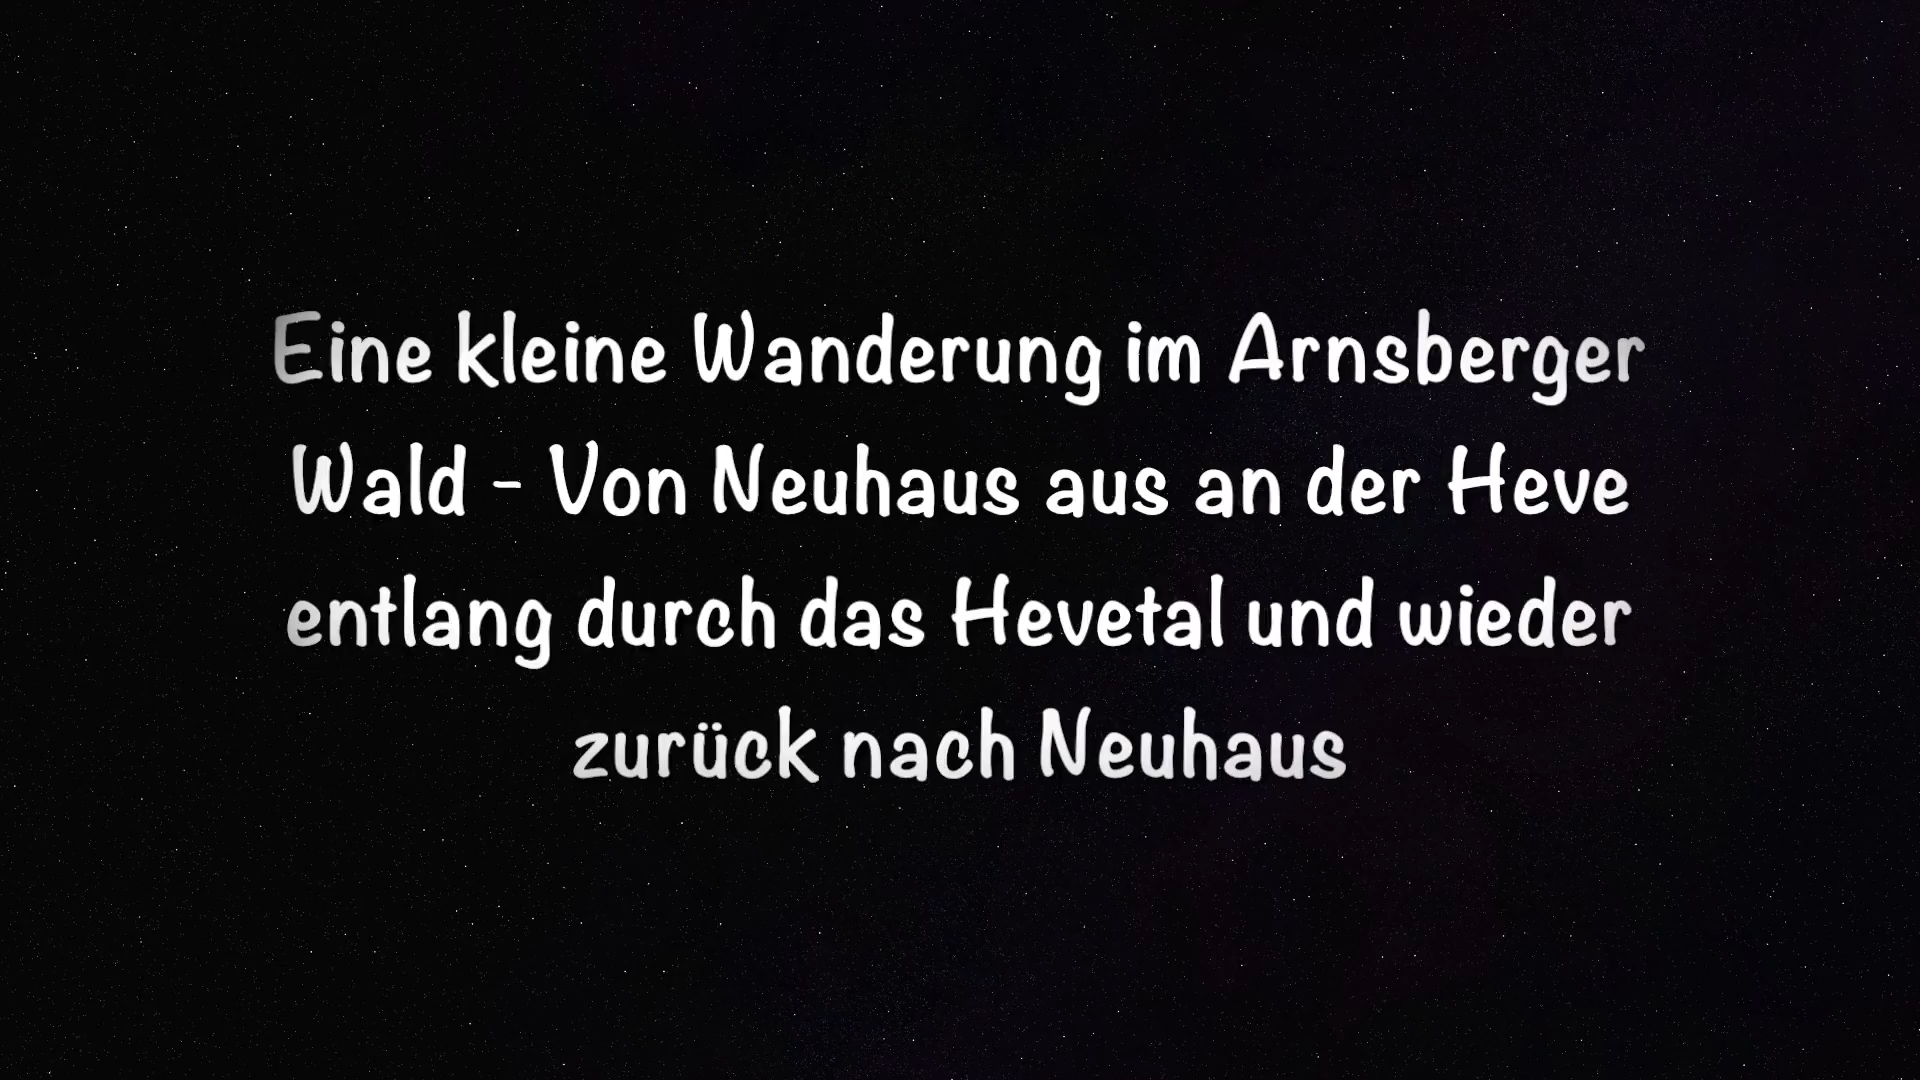 Eine kleine Wanderung im Arnsberger
Wald - Von Neuhaus aus an der Heve
entlang durch das Hevetal und wieder
zurück nach Neuhaus